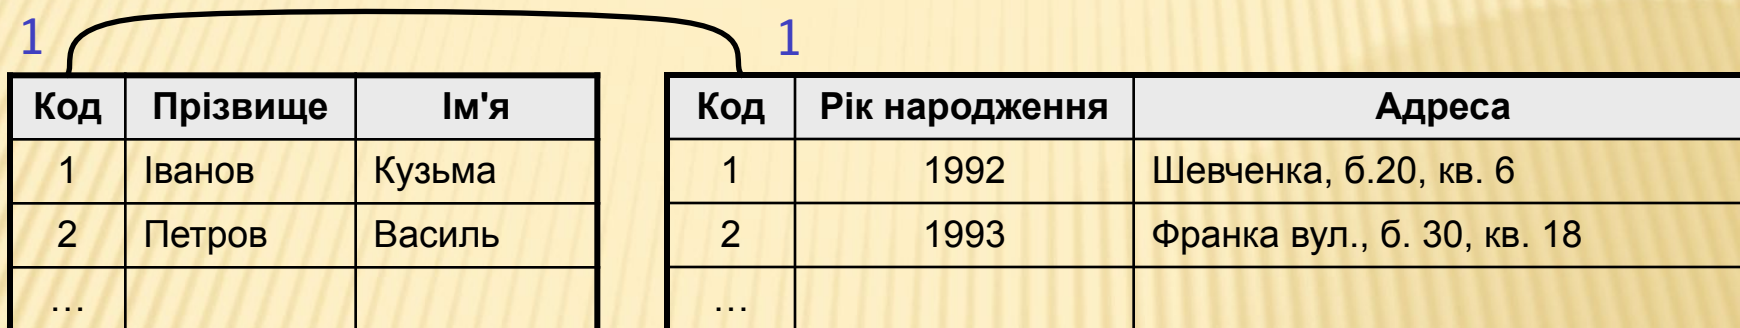 1 1
Код Прізвище Ім'я Код Рік народження Адреса
1 Іванов Кузьма 1 1992 Шевченка, б.20, кв. 6
2 Петров Василь 2 1993 Франка вул., б. 30, кв. 18
… …